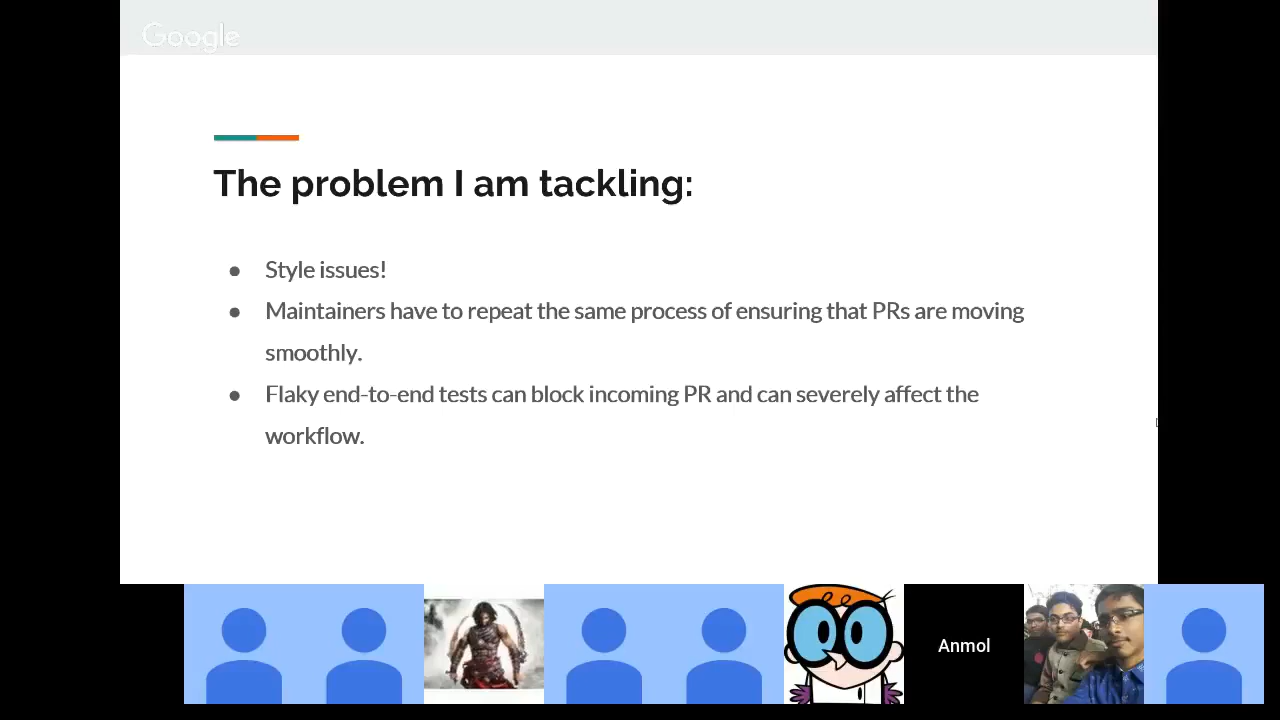 Google
The problem I am tackling:
● Style issues!
● Maintainers have to repeat the same process of ensuring that PRs are moving
smoothly.
● Flaky end-to-end tests can block incoming PR and can severely affect the
workflow.
Anmol